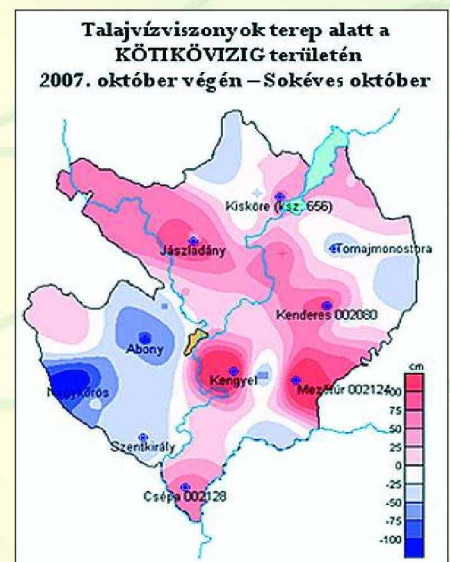 Talajvízviszonyok terep alatt a
KÖTIKÖVIZIG területén
2007. október végén – Sokéves október
Kisköre (ksz. 656)
Jászladány
Tomajmonostora
Kenderes 002080
Abony
Kengyel
Mezőtúr 002124
Nagykőrös
Szentkirály
Csépa 002128
cm
100
75
50
25
0
-25
-50
-75
-100